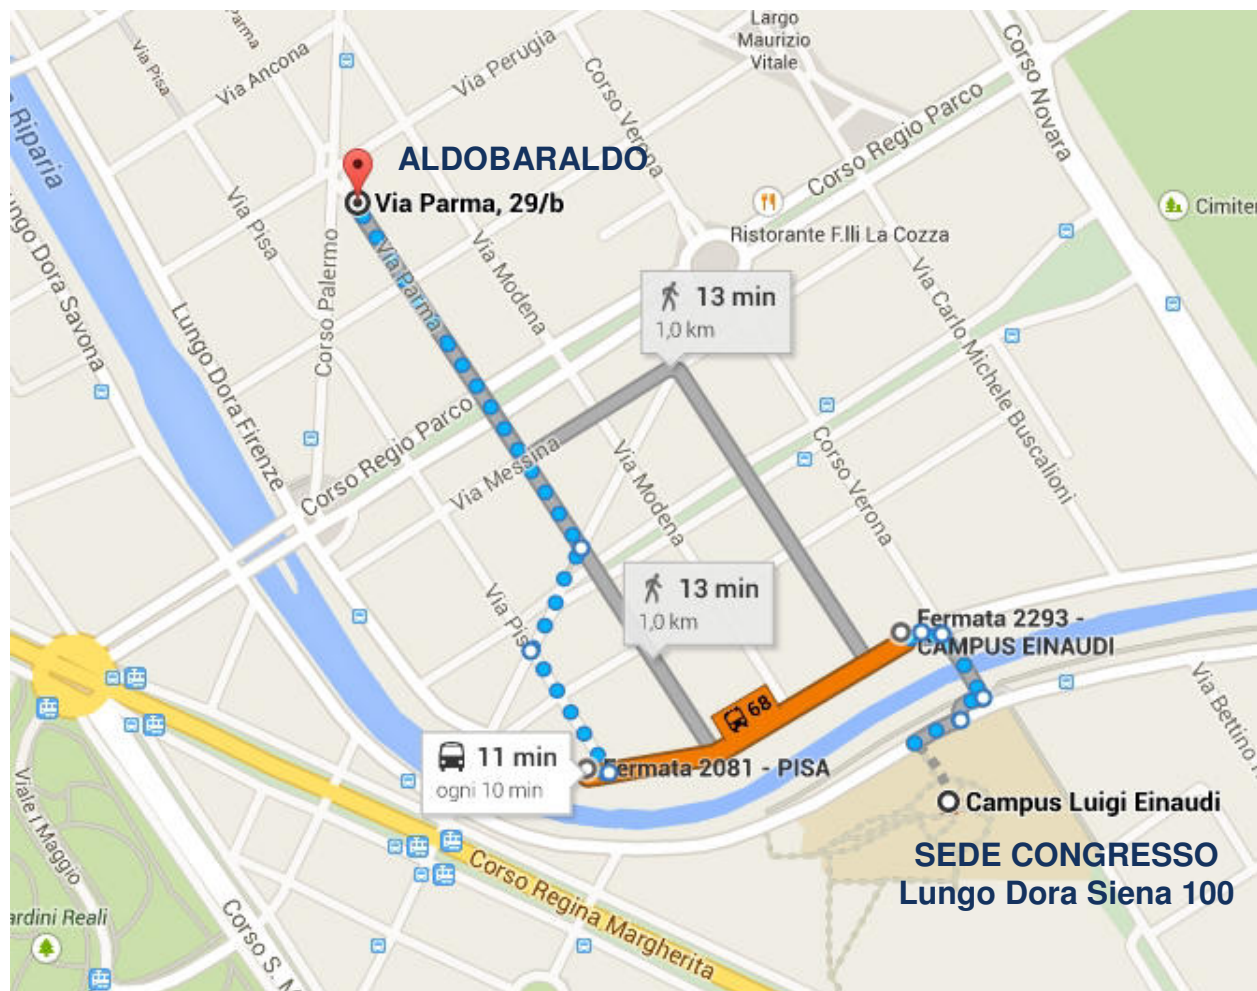 Largo
Maurizio
Vitale
Parma
Via Pisa
Via Ancona
Via Perugia
Corso Verona
Corso Novara
Corso Regio Parco
Riparia
ALDOBARALDO
Via Parma, 29/b
Cimiter
Ristorante F.lli La Cozza
Via Pisa
Via Parma
Via Modena
Corso Palermo
Lungo Dora Savona
Lungo Dora Firenze
13 min
1,0 km
Via Carlo Michele Buscalioni
Corso Regio Parco
Via Messina
Via Modena
Corso Verona
13 min
1,0 km
Via Pisa
Fermata 2293 -
CAMPUS EINAUDI
68
11 min
ogni 10 min
Fermata 2081 - PISA
Via Bettino
Campus Luigi Einaudi
SEDE CONGRESSO
Lungo Dora Siena 100
Viale I Maggio
Corso Regina Margherita
ardini Reali
Corso S. M